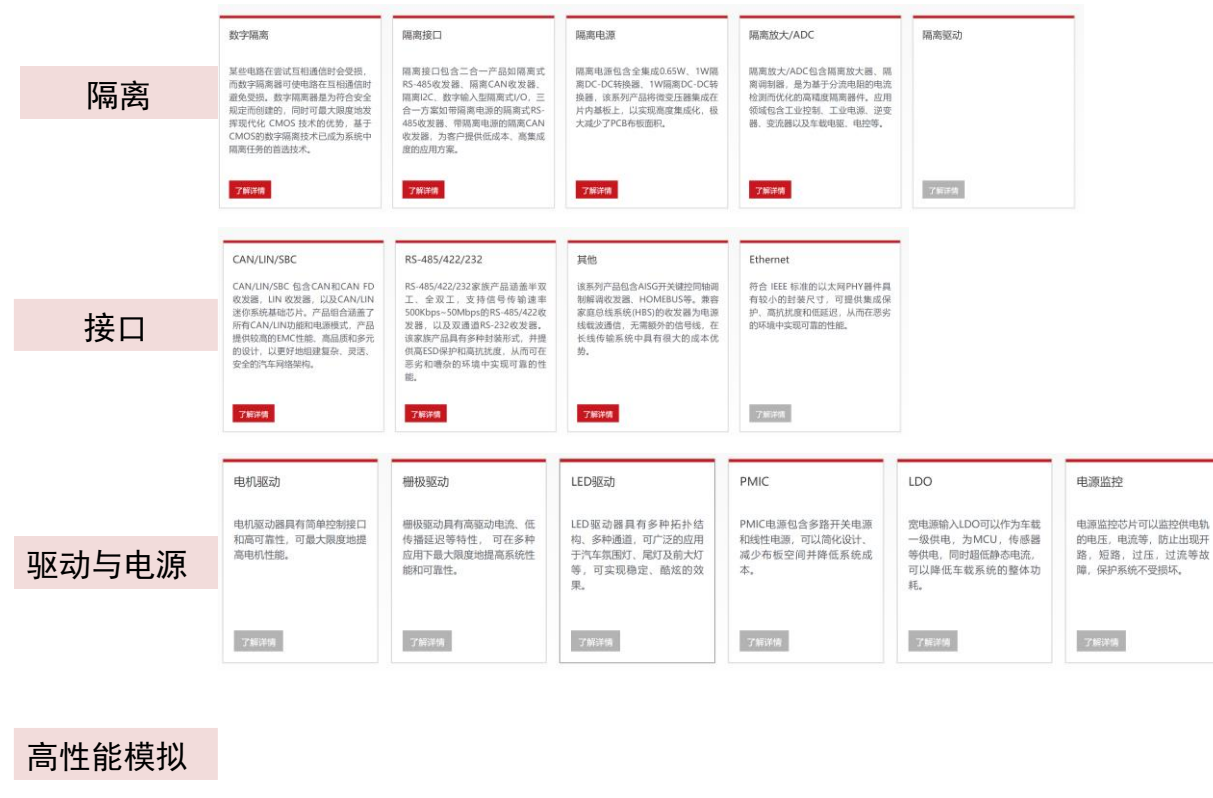 隔离
数字隔离
某些电路在尝试互相通信时会受损，
而数字隔离器可使电路在互相通信时
避免受损。数字隔离器是为符合安全
规定而创建的，同时可最大限度地发
挥现代化 CMOS 技术的优势，基于
CMOS的数字隔离技术已成为系统中
隔离任务的首选技术。
了解详情
隔离接口
隔离接口包含二合一产品如隔离式
RS-485收发器、隔离CAN收发器、
隔离I2C、数字输入型隔离式I/O，三
合一方案如带隔离电源的隔离式RS-
485收发器、带隔离电源的隔离CAN
收发器，为客户提供低成本、高集成
度的应用方案。
了解详情
隔离电源
隔离电源包含全集成0.65W、1W隔
离DC-DC转换器、1W隔离DC-DC转
换器，该系列产品将微变压器集成在
片内基板上，以实现高度集成化，极
大减少了PCB布板面积。
了解详情
隔离放大/ADC
隔离放大/ADC包含隔离放大器、隔
离调制器，是为基于分流电阻的电流
检测而优化的高精度隔离器件。应用
领域包含工业控制、工业电源、逆变
器、变流器以及车载电驱、电控等。
了解详情
隔离驱动
了解详情
接口
CAN/LIN/SBC
CAN/LIN/SBC 包含CAN和CAN FD
收发器、LIN 收发器，以及CAN/LIN
迷你系统基础芯片。产品组合涵盖了
所有CAN/LIN功能和电源模式，产品
提供较高的EMC性能、高品质和多元
的设计，以更好地组建复杂、灵活、
安全的汽车网络架构。
了解详情
RS-485/422/232
RS-485/422/232家族产品涵盖半双
工、全双工，支持信号传输速率
500Kbps~50Mbps的RS-485/422收
发器，以及双通道RS-232收发器。
该家族产品具有多种封装形式，并提
供高ESD保护和高抗扰度，从而可在
恶劣和嘈杂的环境中实现可靠的性
能。
了解详情
其他
该系列产品包含AISG开关键控同轴调
制解调收发器、HOMEBUS等。兼容
家庭总线系统(HBS)的收发器为电源
线载波通信，无需额外的信号线，在
长线传输系统中具有很大的成本优
势。
了解详情
Ethernet
符合 IEEE 标准的以太网PHY器件具
有较小的封装尺寸，可提供集成保
护、高抗扰度和低延迟，从而在恶劣
的环境中实现可靠的性能。
了解详情
驱动与电源
电机驱动
电机驱动器具有简单控制接口
和高可靠性，可最大限度地提
高电机性能。
了解详情
栅极驱动
栅极驱动具有高驱动电流、低
传播延迟等特性， 可在多种
应用下最大限度地提高系统性
能和可靠性。
了解详情
LED驱动
LED驱动器具有多种拓扑结
构、多种通道，可广泛的应用
于汽车氛围灯、尾灯及前大灯
等，可实现稳定、酷炫的效
果。
了解详情
PMIC
PMIC电源包含多路开关电源
和线性电源，可以简化设计、
减少布板空间并降低系统成
本。
了解详情
LDO
宽电源输入LDO可以作为车载
一级供电，为MCU，传感器
等供电，同时超低静态电流，
可以降低车载系统的整体功
耗。
了解详情
电源监控
电源监控芯片可以监控供电轨
的电压，电流等，防止出现开
路，短路，过压，过流等故
障，保护系统不受损坏。
了解详情
高性能模拟